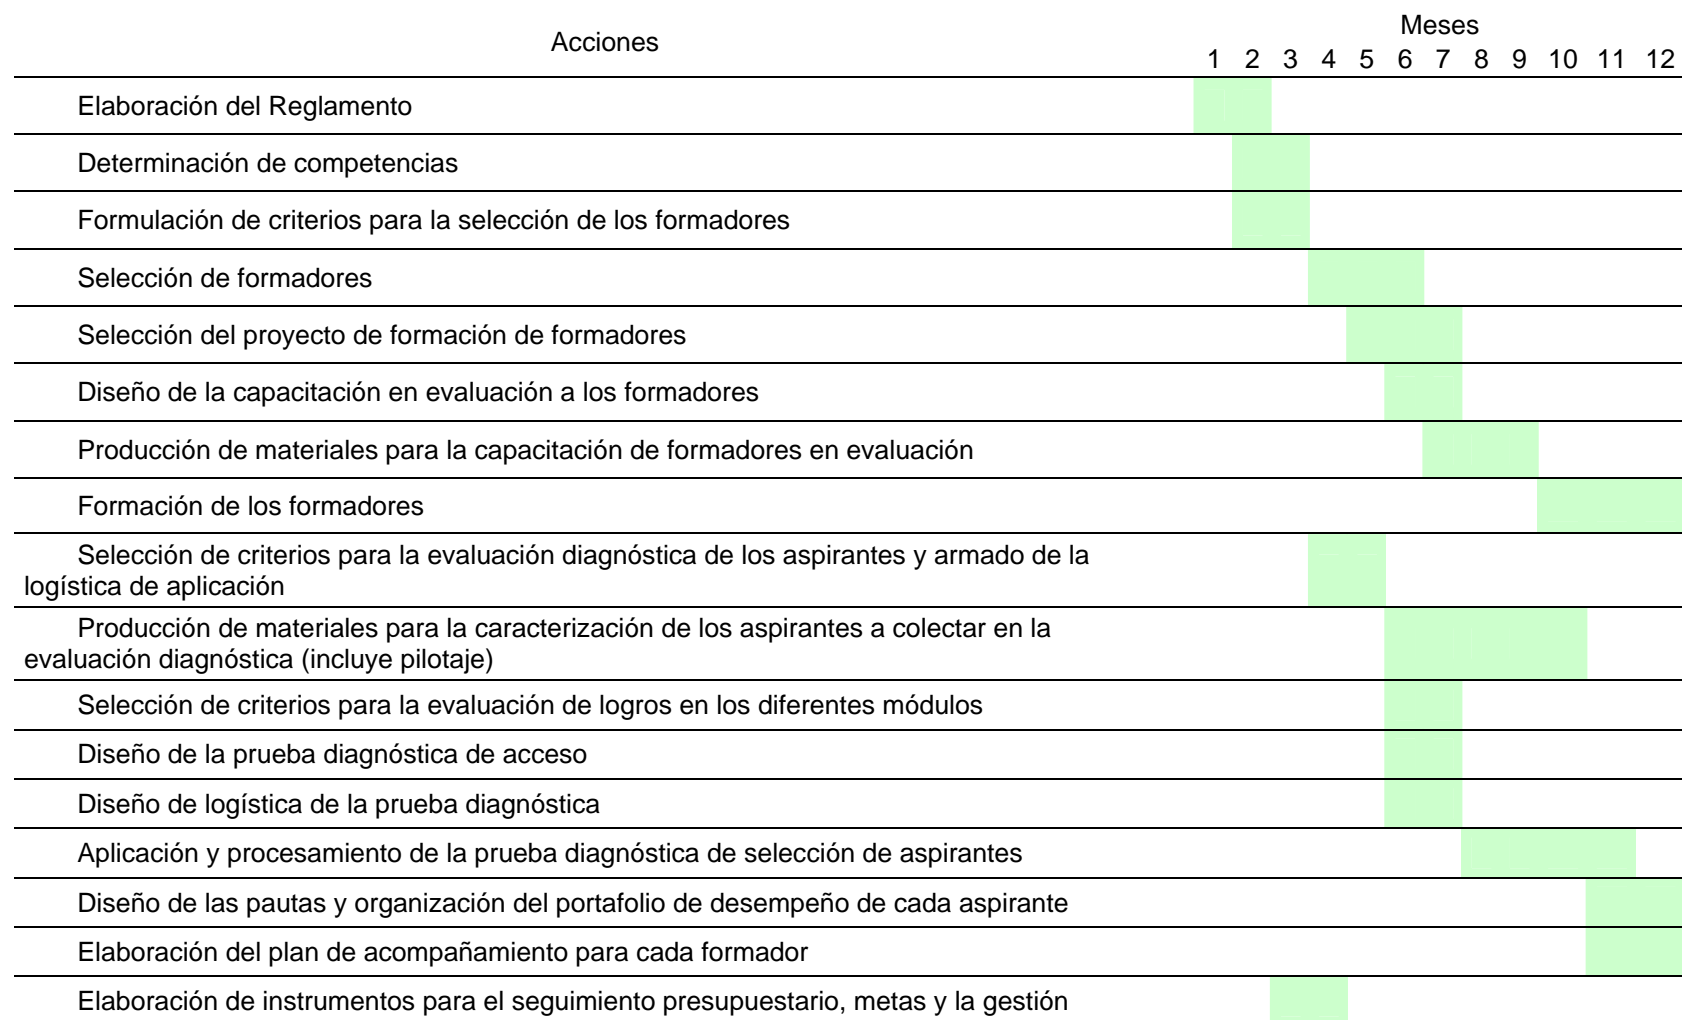 Acciones
Meses
1 2 3 4 5 6 7 8 9 10 11 12
Elaboración del Reglamento
Determinación de competencias
Formulación de criterios para la selección de los formadores
Selección de formadores
Selección del proyecto de formación de formadores
Diseño de la capacitación en evaluación a los formadores
Producción de materiales para la capacitación de formadores en evaluación
Formación de los formadores
Selección de criterios para la evaluación diagnóstica de los aspirantes y armado de la
logística de aplicación
Producción de materiales para la caracterización de los aspirantes a colectar en la
evaluación diagnóstica (incluye pilotaje)
Selección de criterios para la evaluación de logros en los diferentes módulos
Diseño de la prueba diagnóstica de acceso
Diseño de logística de la prueba diagnóstica
Aplicación y procesamiento de la prueba diagnóstica de selección de aspirantes
Diseño de las pautas y organización del portafolio de desempeño de cada aspirante
Elaboración del plan de acompañamiento para cada formador
Elaboración de instrumentos para el seguimiento presupuestario, metas y la gestión